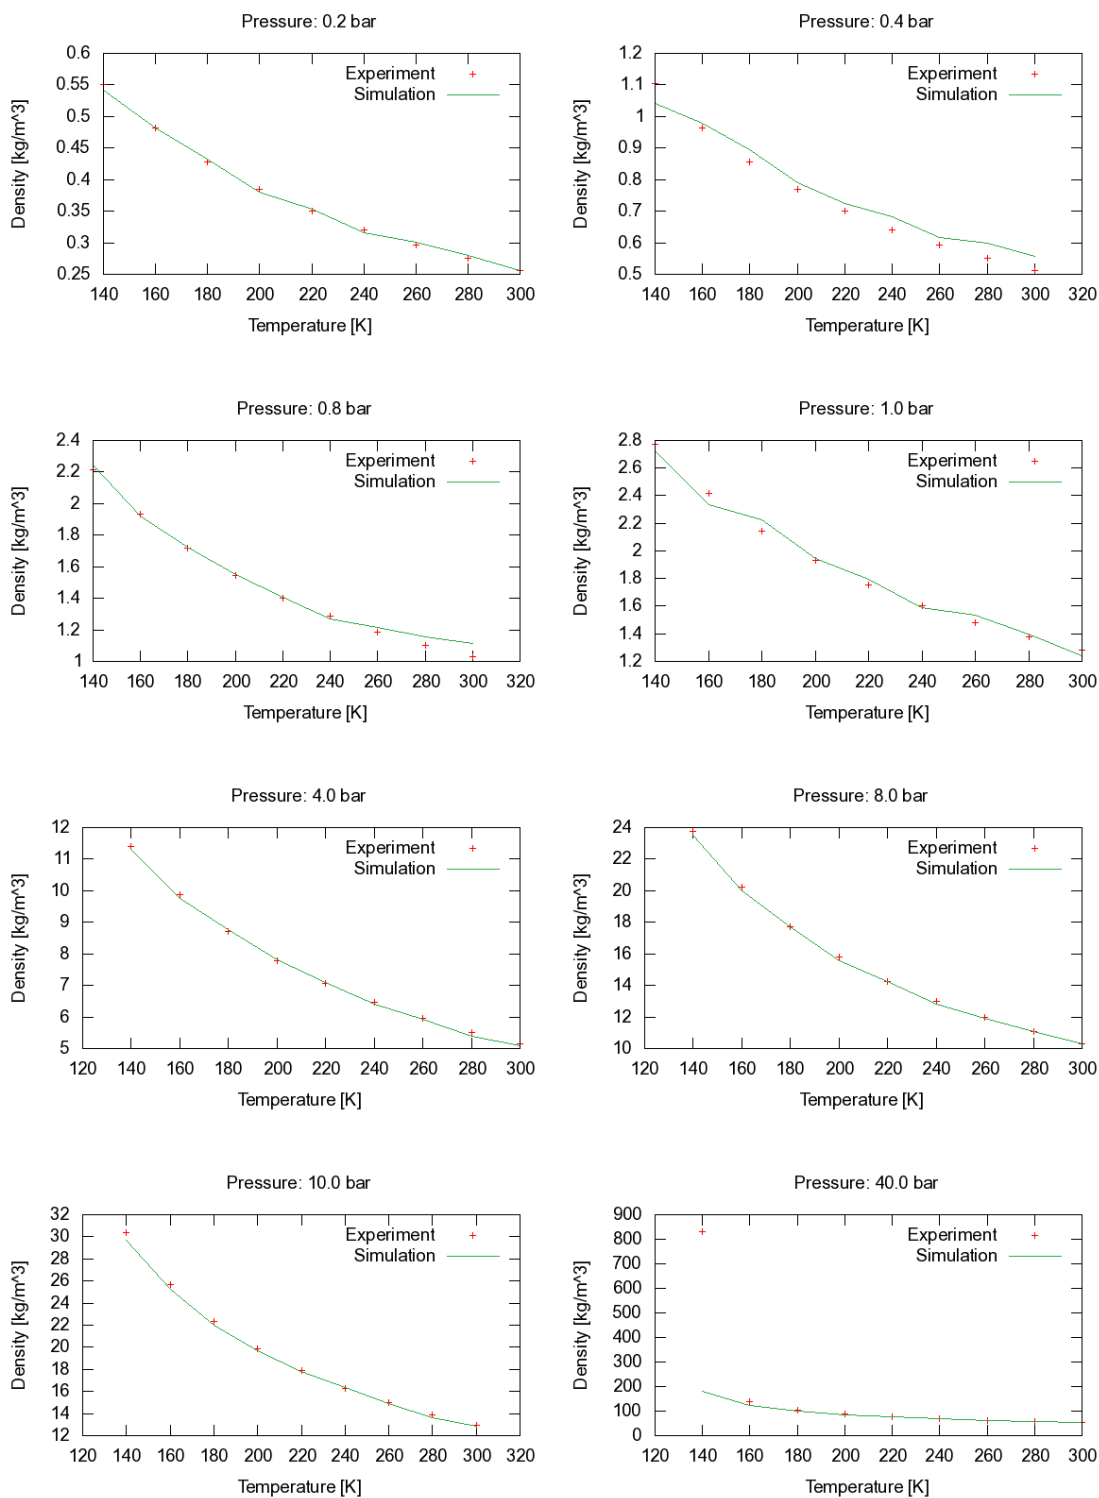 Pressure: 0.2 bar
Density [kg/m^3]
0.6
0.55
0.5
0.45
0.4
0.35
0.3
0.25
Experiment
Simulation
140 160 180 200 220 240 260 280 300
Temperature [K]
Pressure: 0.4 bar
Density [kg/m^3]
1.2
1.1
1
0.9
0.8
0.7
0.6
0.5
Experiment
Simulation
140 160 180 200 220 240 260 280 300 320
Temperature [K]
Pressure: 0.8 bar
Density [kg/m^3]
2.4
2.2
2
1.8
1.6
1.4
1.2
1
Experiment
Simulation
140 160 180 200 220 240 260 280 300 320
Temperature [K]
Pressure: 1.0 bar
Density [kg/m^3]
2.8
2.6
2.4
2.2
2
1.8
1.6
1.4
1.2
Experiment
Simulation
140 160 180 200 220 240 260 280 300
Temperature [K]
Pressure: 4.0 bar
Density [kg/m^3]
12
11
10
9
8
7
6
5
Experiment
Simulation
120 140 160 180 200 220 240 260 280 300
Temperature [K]
Pressure: 8.0 bar
Density [kg/m^3]
24
22
20
18
16
14
12
10
Experiment
Simulation
120 140 160 180 200 220 240 260 280 300
Temperature [K]
Pressure: 10.0 bar
Density [kg/m^3]
32
30
28
26
24
22
20
18
16
14
12
Experiment
Simulation
120 140 160 180 200 220 240 260 280 300 320
Temperature [K]
Pressure: 40.0 bar
Density [kg/m^3]
900
800
700
600
500
400
300
200
100
0
Experiment
Simulation
120 140 160 180 200 220 240 260 280 300
Temperature [K]